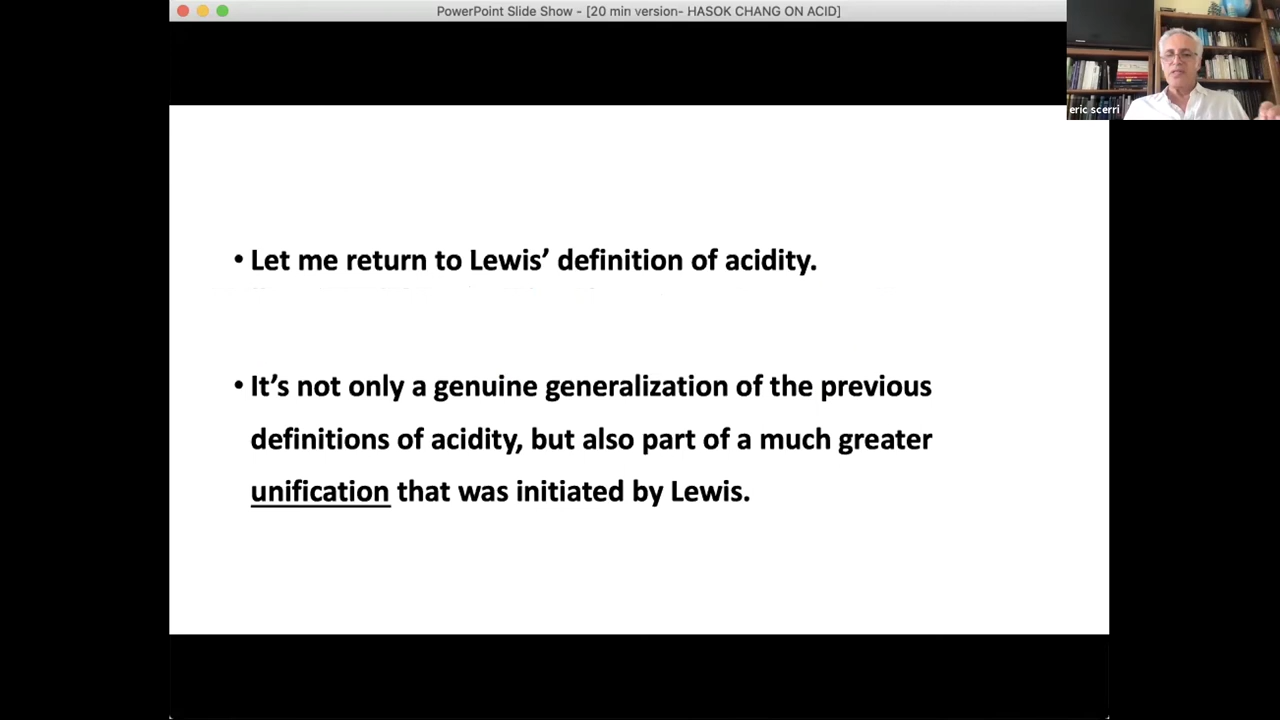 PowerPoint Slide Show - [20 min version- HASOK CHANG ON ACID]
eric scerri
• Let me return to Lewis’ definition of acidity.
• It’s not only a genuine generalization of the previous
definitions of acidity, but also part of a much greater
unification that was initiated by Lewis.